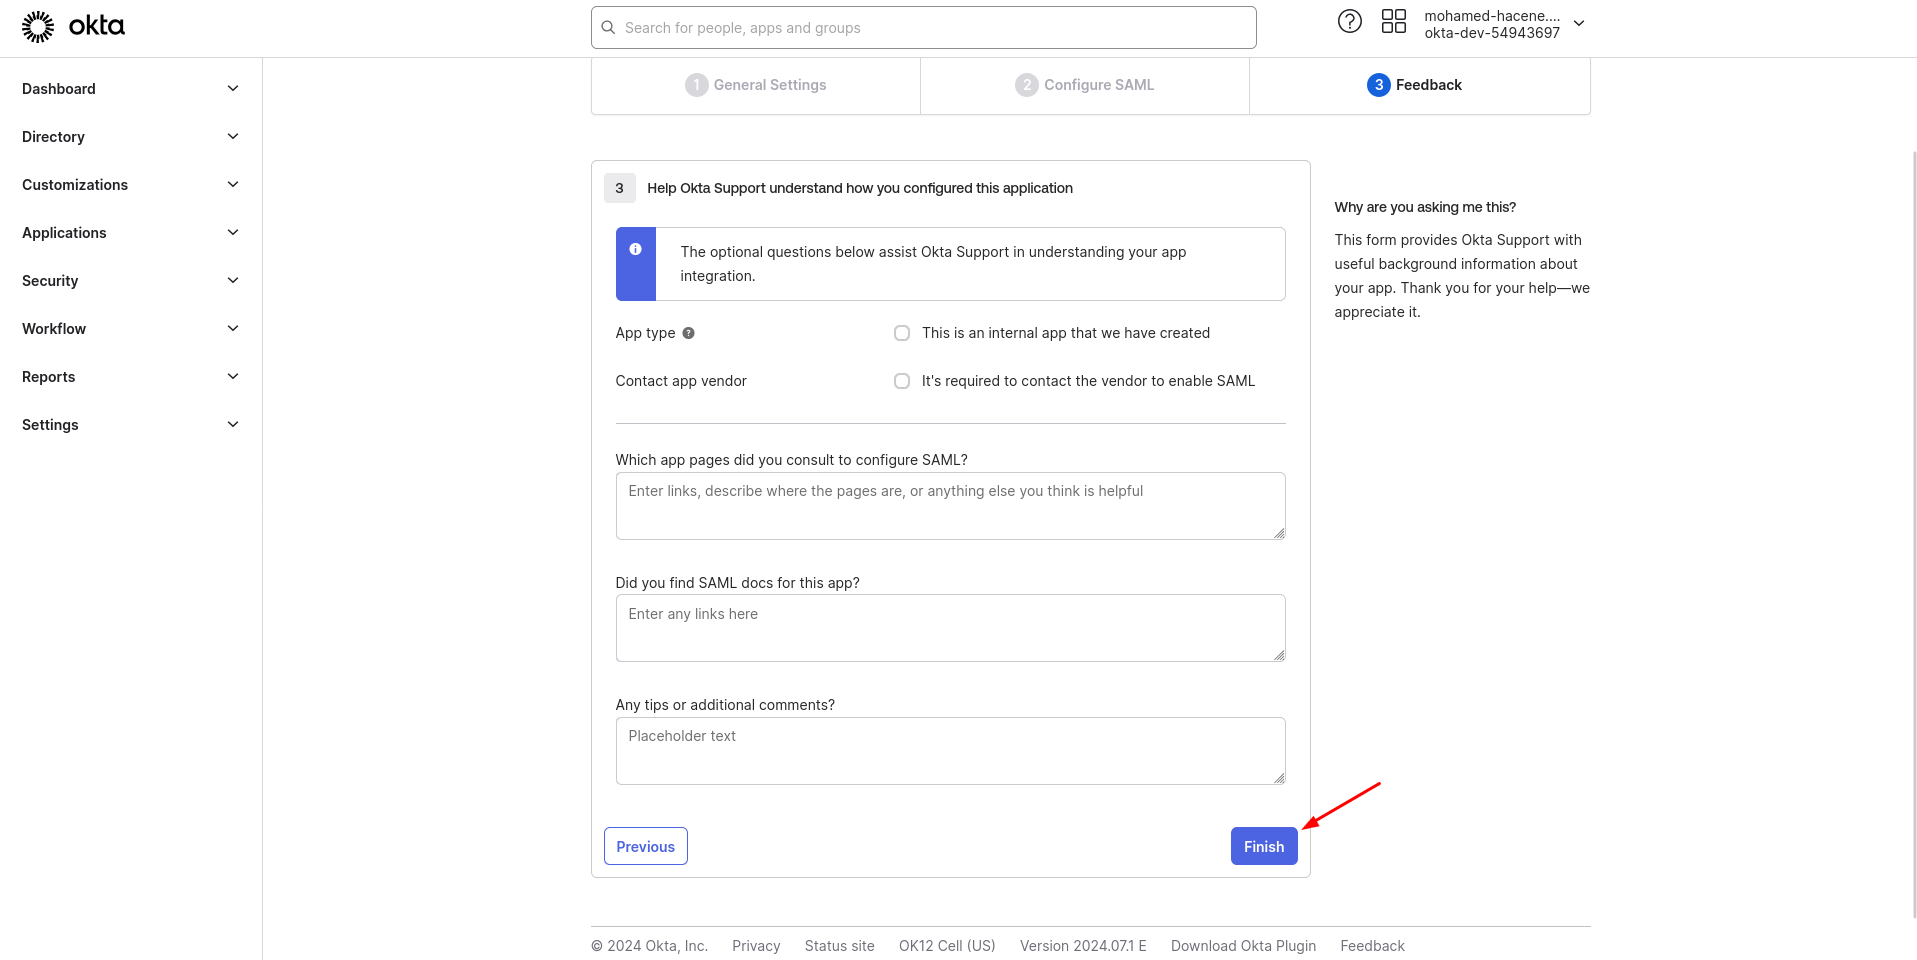 okta
Search for people, apps and groups
?
mohamed-hacene....
okta-dev-54943697
Dashboard
Directory
Customizations
Applications
Security
Workflow
Reports
Settings
1 General Settings
2 Configure SAML
3 Feedback
3 Help Okta Support understand how you configured this application
i
The optional questions below assist Okta Support in understanding your app
integration.
App type ?
This is an internal app that we have created
Contact app vendor
It's required to contact the vendor to enable SAML
Which app pages did you consult to configure SAML?
Enter links, describe where the pages are, or anything else you think is helpful
Did you find SAML docs for this app?
Enter any links here
Any tips or additional comments?
Placeholder text
Previous
Finish
Why are you asking me this?
This form provides Okta Support with
useful background information about
your app. Thank you for your help—we
appreciate it.
© 2024 Okta, Inc. Privacy Status site OK12 Cell (US) Version 2024.07.1 E Download Okta Plugin Feedback